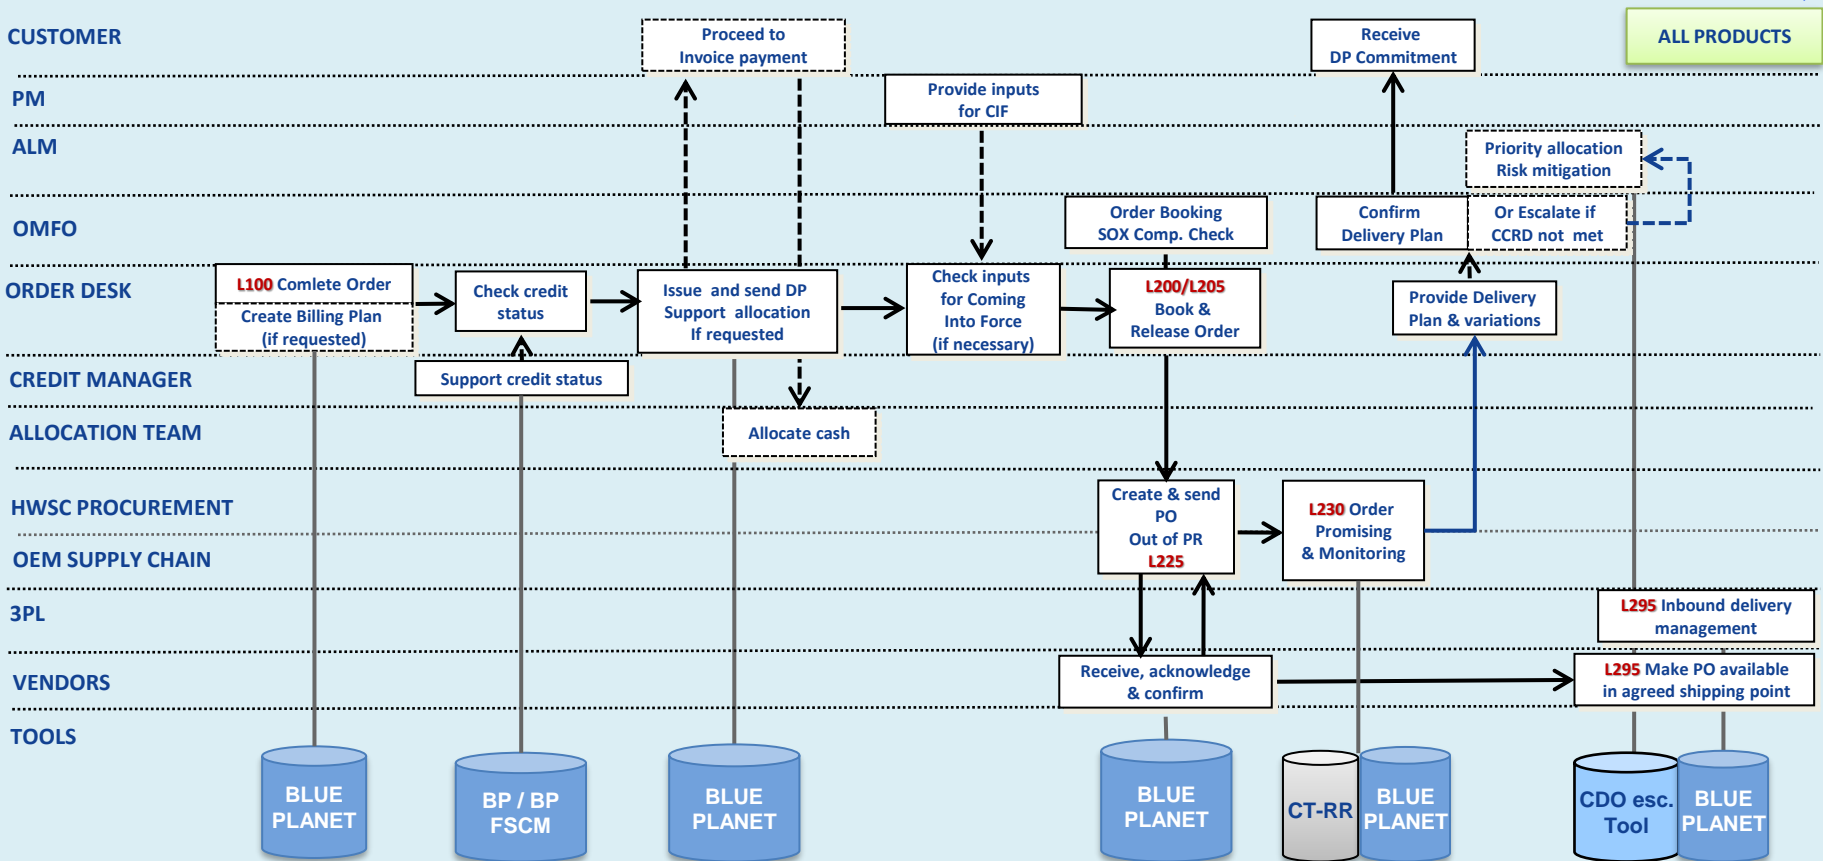 CUSTOMER
Proceed to
Invoice payment
Receive
DP Commitment
ALL PRODUCTS
PM
Provide inputs
for CIF
ALM
Priority allocation
Risk mitigation
OMFO
Order Booking
SOX Comp. Check
Confirm
Delivery Plan
Or Escalate if
CCRD not met
ORDER DESK
L100 Comlete Order
Create Billing Plan
(if requested)
Check credit
status
Issue and send DP
Support allocation
If requested
Check inputs
for Coming
Into Force
(if necessary)
L200/L205
Book &
Release Order
Provide Delivery
Plan & variations
CREDIT MANAGER
Support credit status
ALLOCATION TEAM
Allocate cash
HWSC PROCUREMENT
Create & send
PO
Out of PR
L225
L230 Order
Promising
& Monitoring
OEM SUPPLY CHAIN
3PL
L295 Inbound delivery
management
VENDORS
Receive, acknowledge
& confirm
L295 Make PO available
in agreed shipping point
TOOLS
BLUE
PLANET
BP / BP
FSCM
BLUE
PLANET
BLUE
PLANET
CT-RR
BLUE
PLANET
CDO esc.
Tool
BLUE
PLANET